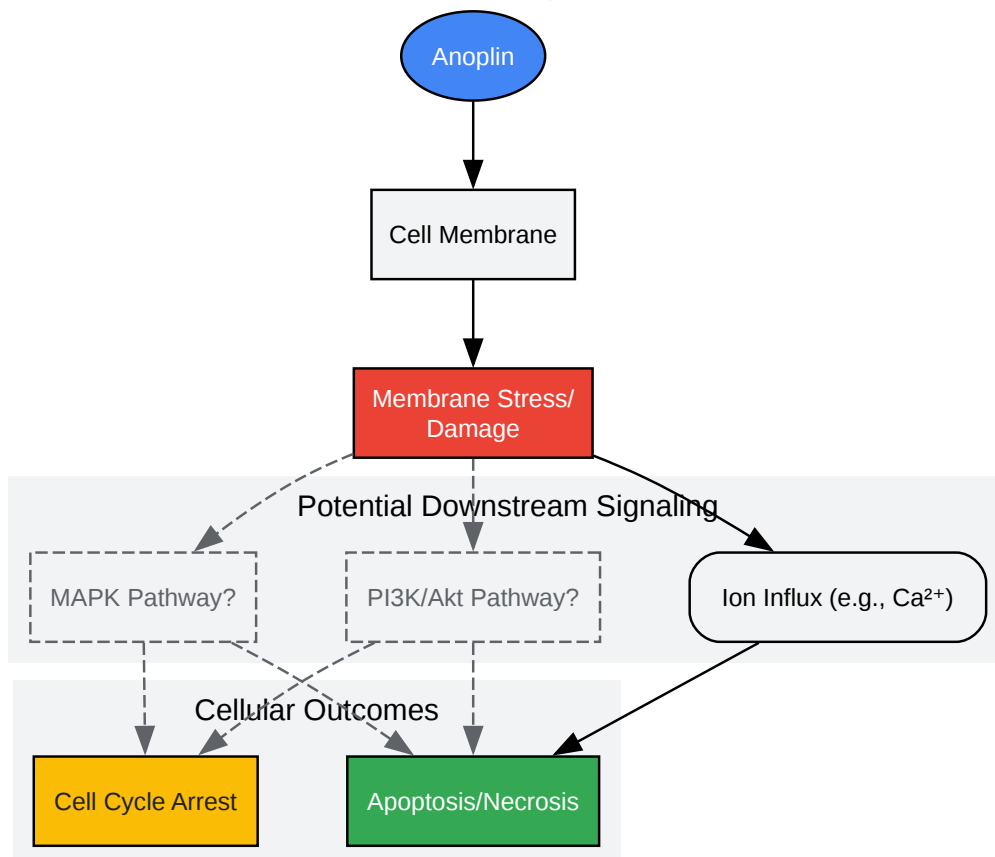 Anoplin
Cell Membrane
Membrane Stress/
Damage
Potential Downstream Signaling
MAPK Pathway?
PI3K/Akt Pathway?
Ion Influx (e.g., Ca²⁺)
Cellular Outcomes
Cell Cycle Arrest
Apoptosis/Necrosis